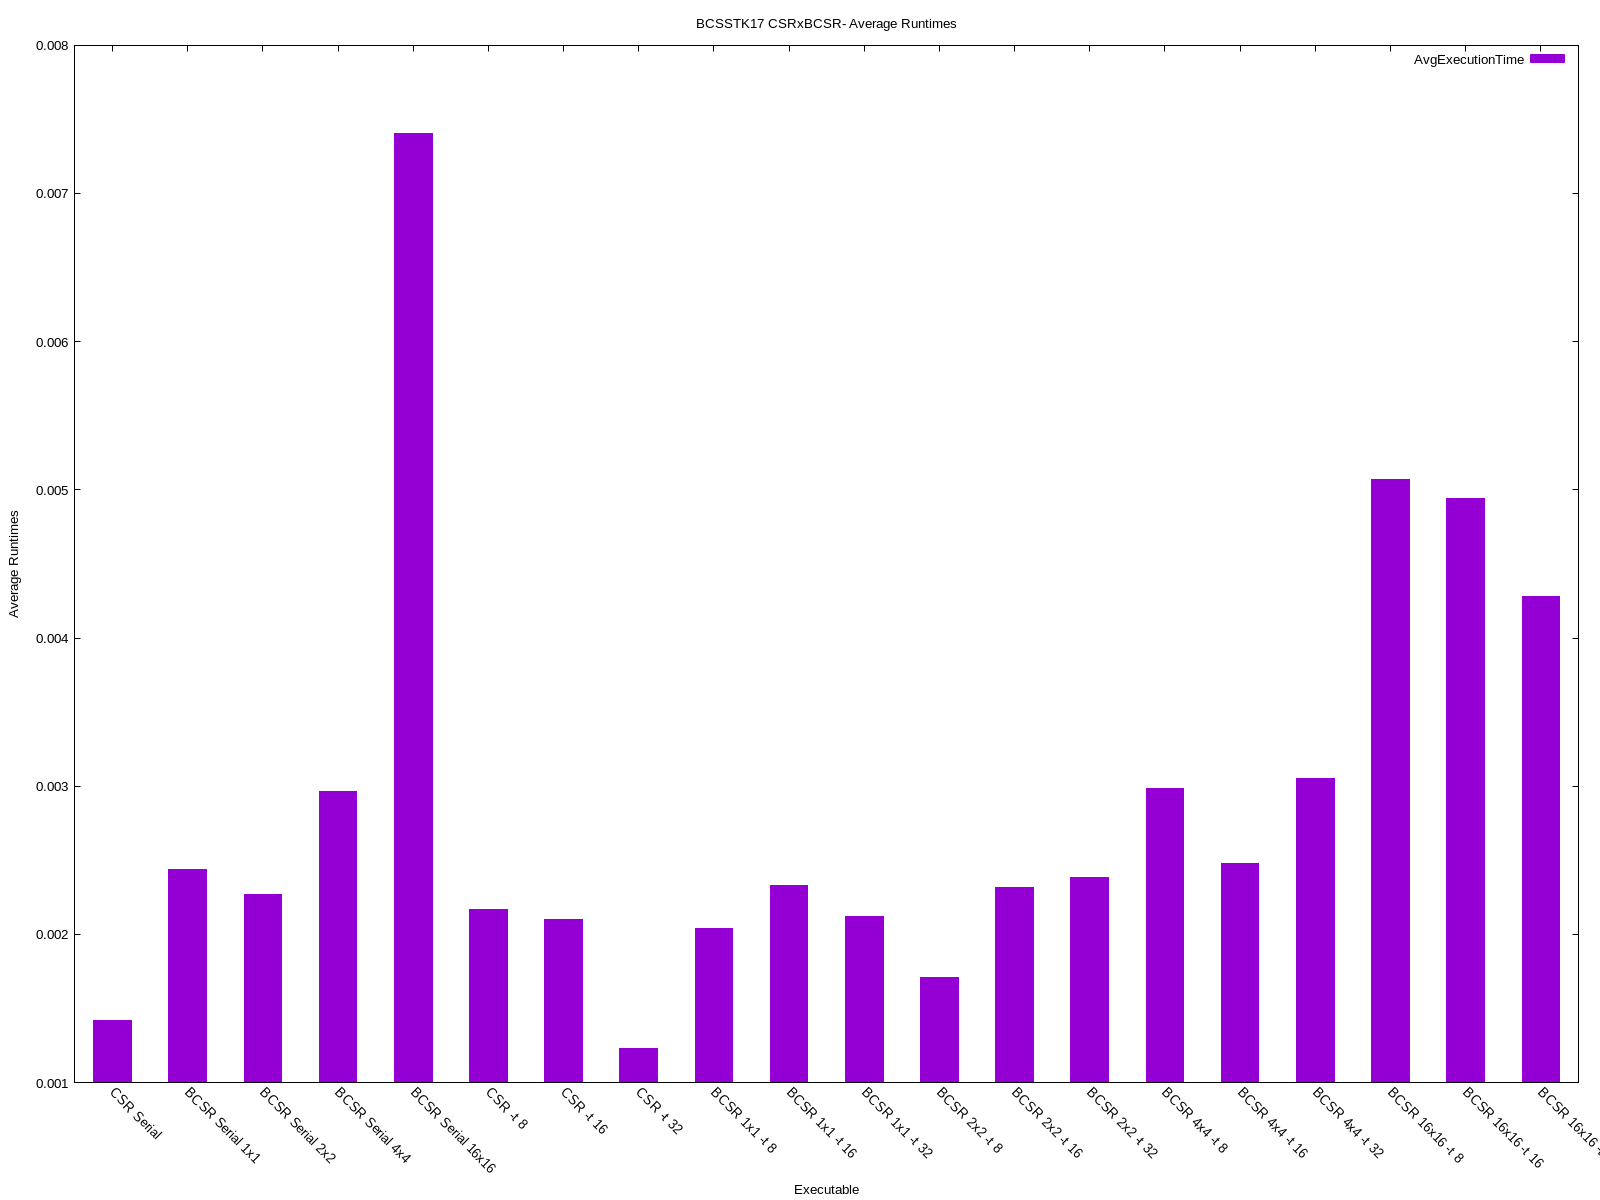 BCSSTK17 CSRxBCSR- Average Runtimes
AvgExecutionTime
0.008
0.007
0.006
0.005
0.004
0.003
0.002
0.001
Average Runtimes
CSR Serial
BCSR Serial 1x1
BCSR Serial 2x2
BCSR Serial 4x4
BCSR Serial 16x16
CSR -t 8
CSR -t 16
CSR -t 32
BCSR 1x1 -t 8
BCSR 1x1 -t 16
BCSR 1x1 -t 32
BCSR 2x2 -t 8
BCSR 2x2 -t 16
BCSR 2x2 -t 32
BCSR 4x4 -t 8
BCSR 4x4 -t 16
BCSR 4x4 -t 32
BCSR 16x16 -t 8
BCSR 16x16 -t 16
BCSR 16x16
Executable